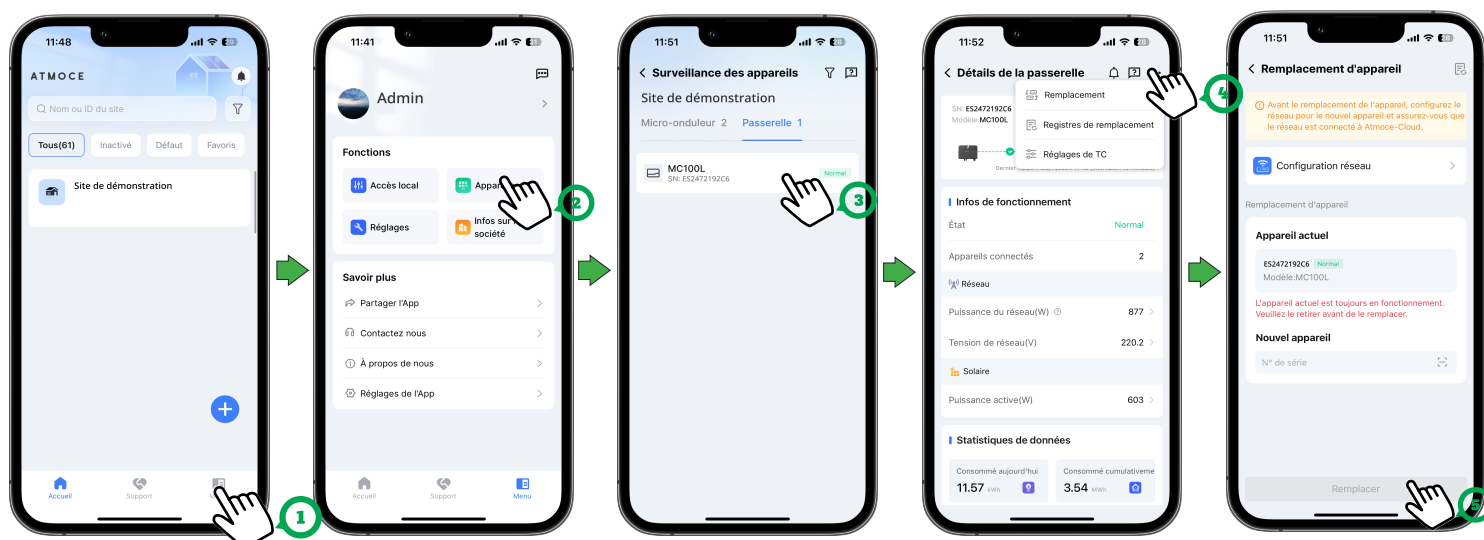 11:48
ATMOCE
Nom ou ID du site
Tous(61) Inactivé Défaut Favoris
Site de démonstration
Accueil Support
1
11:41
Admin
Fonctions
Accès local
2
Réglages Infos sur
société
Savoir plus
Partager l'App
Contactez nous
À propos de nous
Réglages de l'App
Accueil Support Menu
11:51
Surveillance des appareils
Site de démonstration
Micro-onduleur 2 Passerelle 1
MC100L Normal
SN: ES2472192C6
3
11:52
Détails de la passerelle
4
SN: ES2472192C6
Modèle:MC100L
Remplacement
Registres de remplacement
Réglages de TC
Infos de fonctionnement
État Normal
Appareils connectés 2
Réseau
Puissance du réseau(W) 877
Tension de réseau(V) 220.2
Solaire
Puissance active(W) 603
Statistiques de données
Consommé aujourd'hui Consommé cumulativeme
11.57 kWh 3.54 MWh
11:51
Remplacement d'appareil
Avant le remplacement de l'appareil, configurez le
réseau pour le nouvel appareil et assurez-vous que
le réseau est connecté à Atmoce-Cloud.
Configuration réseau
Remplacement d'appareil
Appareil actuel
ES2472192C6 Normal
Modèle:MC100L
L'appareil actuel est toujours en fonctionnement.
Veuillez le retirer avant de le remplacer.
Nouvel appareil
N° de série
Remplacer
5